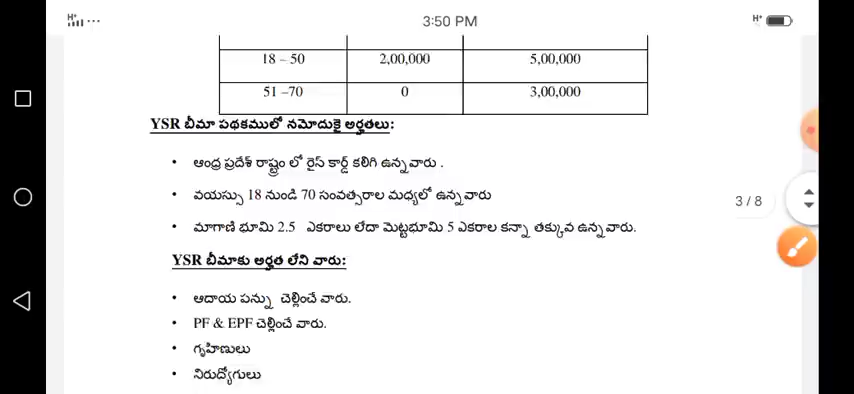 H+
3:50 PM
H+
18 – 50 2,00,000 5,00,000
51 –70 0 3,00,000
YSR బీమా పథకములో నమోదుకై అర్హతలు:
• ఆంధ్ర ప్రదేశ్ రాష్ట్రం లో రైస్ కార్డ్ కలిగి ఉన్నవారు .
• వయస్సు 18 నుండి 70 సంవత్సరాల మధ్యలో ఉన్నవారు
3 / 8
• మాగాణి భూమి 2.5 ఎకరాలు లేదా మెట్టభూమి 5 ఎకరాల కన్నా తక్కువ ఉన్నవారు.
YSR బీమాకు అర్హత లేని వారు:
• ఆదాయ పన్ను చెల్లించే వారు.
• PF & EPF చెల్లించే వారు.
• గృహిణులు
• నిరుద్యోగులు